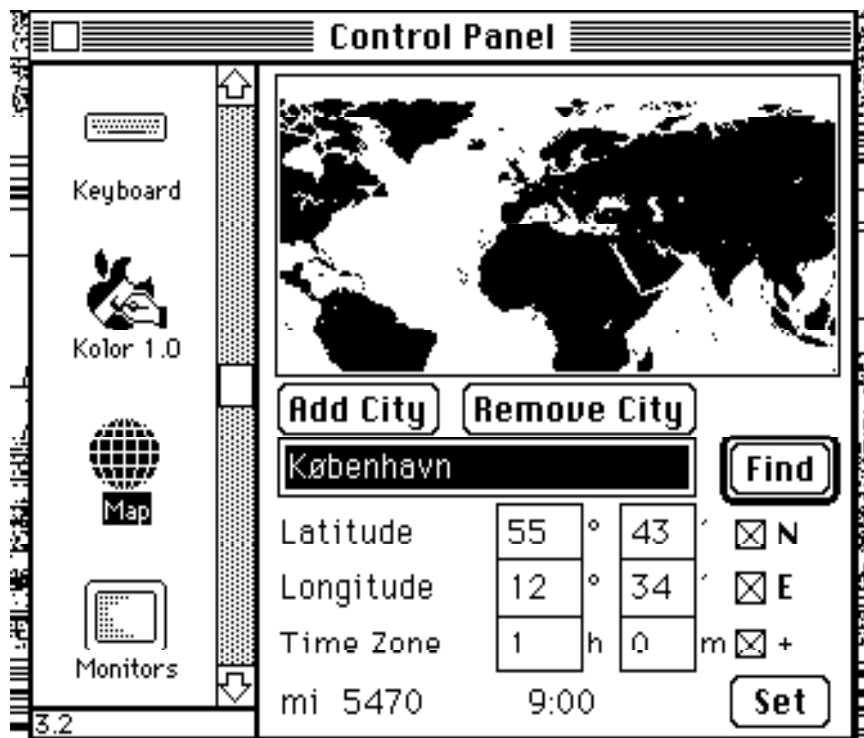 Control Panel
Keyboard
Kolor 1.0
Map
Monitors
3.2
Add City Remove City
København Find
Latitude 55 ° 43 ´ N
Longitude 12 ° 34 ´ E
Time Zone 1 h 0 m +
mi 5470 9:00 Set